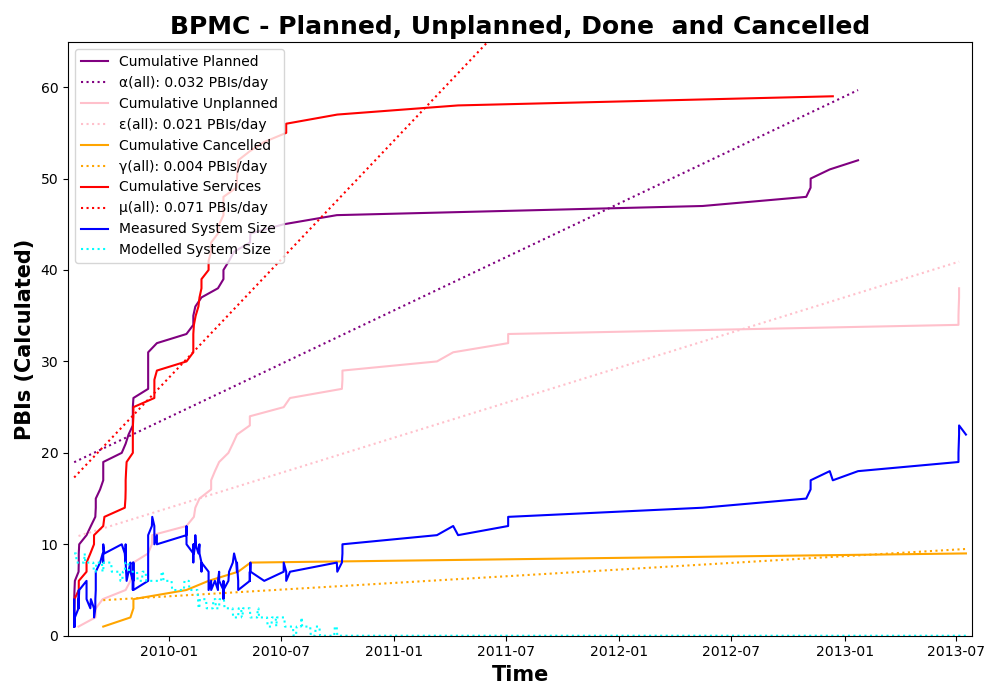 BPMC - Planned, Unplanned, Done  and Cancelled
Cumulative Planned
α(all): 0.032 PBIs/day
Cumulative Unplanned
ε(all): 0.021 PBIs/day
Cumulative Cancelled
γ(all): 0.004 PBIs/day
Cumulative Services
μ(all): 0.071 PBIs/day
Measured System Size
Modelled System Size
PBIs (Calculated)
60
50
40
30
20
10
0
2010-01 2010-07 2011-01 2011-07 2012-01 2012-07 2013-01 2013-07
Time